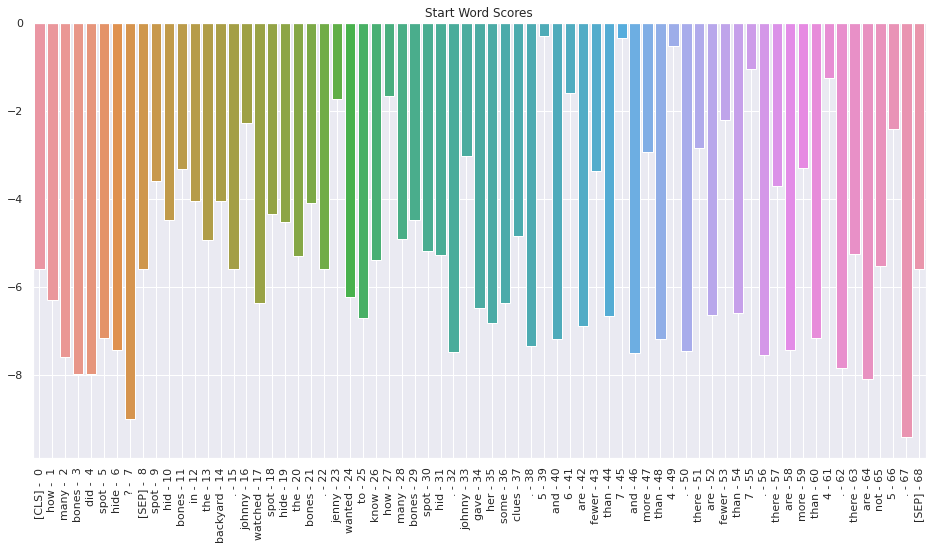 Start Word Scores
0
−2
−4
−6
−8
[CLS] - 0
how - 1
many - 2
bones - 3
did - 4
spot - 5
hide - 6
? - 7
[SEP] - 8
spot - 9
hid - 10
bones - 11
in - 12
the - 13
backyard - 14
. - 15
johnny - 16
watched - 17
spot - 18
hide - 19
the - 20
bones - 21
. - 22
jenny - 23
wanted - 24
to - 25
know - 26
how - 27
many - 28
bones - 29
spot - 30
hid - 31
. - 32
johnny - 33
gave - 34
her - 35
some - 36
clues - 37
. - 38
5 - 39
and - 40
6 - 41
are - 42
fewer - 43
than - 44
7 - 45
and - 46
more - 47
than - 48
4 - 49
. - 50
there - 51
are - 52
fewer - 53
than - 54
7 - 55
. - 56
there - 57
are - 58
more - 59
than - 60
4 - 61
. - 62
there - 63
are - 64
not - 65
5 - 66
. - 67
[SEP] - 68